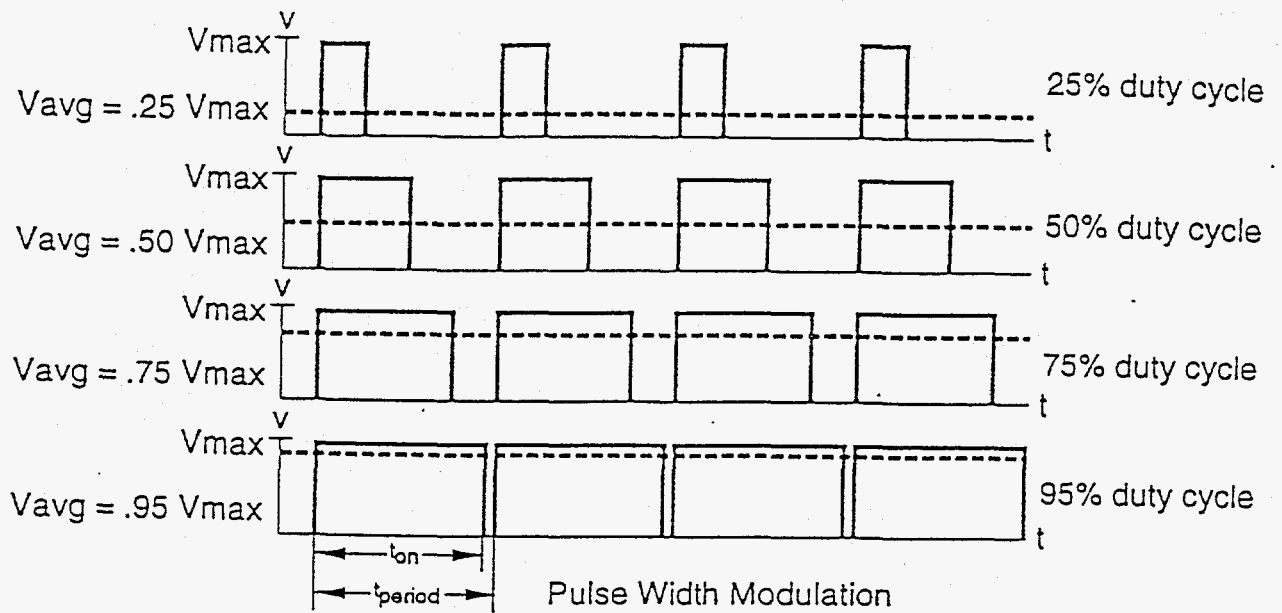 v
Vmax
Vavg = .25 Vmax
25% duty cycle
t
v
Vmax
Vavg = .50 Vmax
50% duty cycle
t
v
Vmax
Vavg = .75 Vmax
75% duty cycle
t
v
Vmax
Vavg = .95 Vmax
95% duty cycle
t
ton
tperiod
Pulse Width Modulation